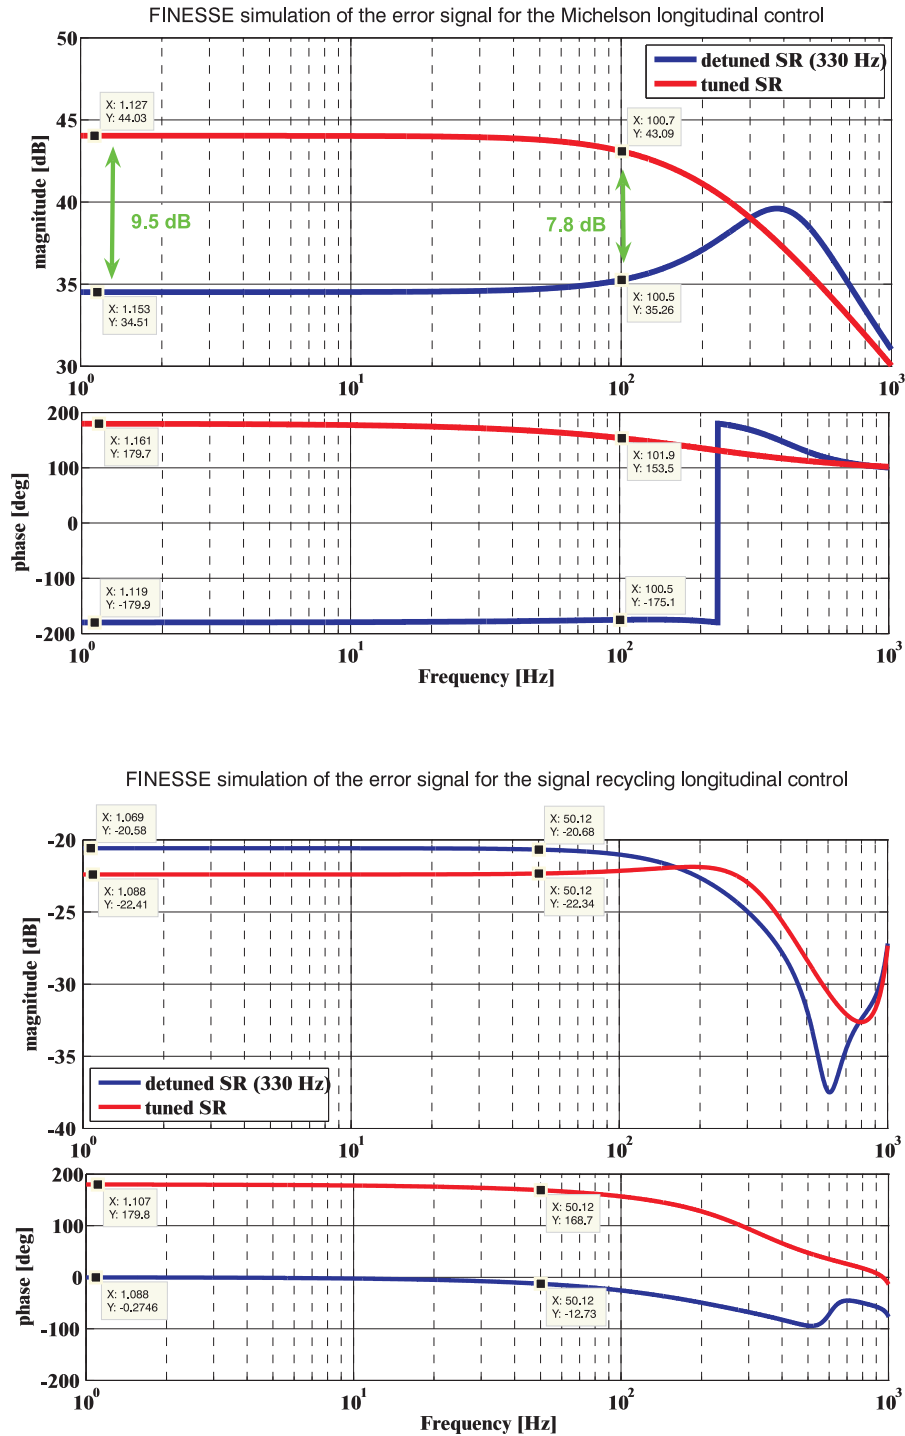 FINESSE simulation of the error signal for the Michelson longitudinal control
50
45
40
35
30
magnitude [dB]
detuned SR (330 Hz)
tuned SR
X: 1.127
Y: 44.03
X: 100.7
Y: 43.09
9.5 dB
7.8 dB
X: 1.153
Y: 34.51
X: 100.5
Y: 35.26
10^0
10^1
10^2
10^3
200
100
0
-100
-200
phase [deg]
X: 1.161
Y: 179.7
X: 101.9
Y: 153.5
X: 1.119
Y: -179.9
X: 100.5
Y: -175.1
10^0
10^1
10^2
10^3
Frequency [Hz]
FINESSE simulation of the error signal for the signal recycling longitudinal control
X: 1.069
Y: -20.58
X: 50.12
Y: -20.68
-20
-25
-30
-35
-40
magnitude [dB]
X: 1.088
Y: -22.41
X: 50.12
Y: -22.34
detuned SR (330 Hz)
tuned SR
10^0
10^1
10^2
10^3
200
100
0
-100
-200
phase [deg]
X: 1.107
Y: 179.8
X: 50.12
Y: 168.7
X: 1.088
Y: -0.2746
X: 50.12
Y: -12.73
10^0
10^1
10^2
10^3
Frequency [Hz]